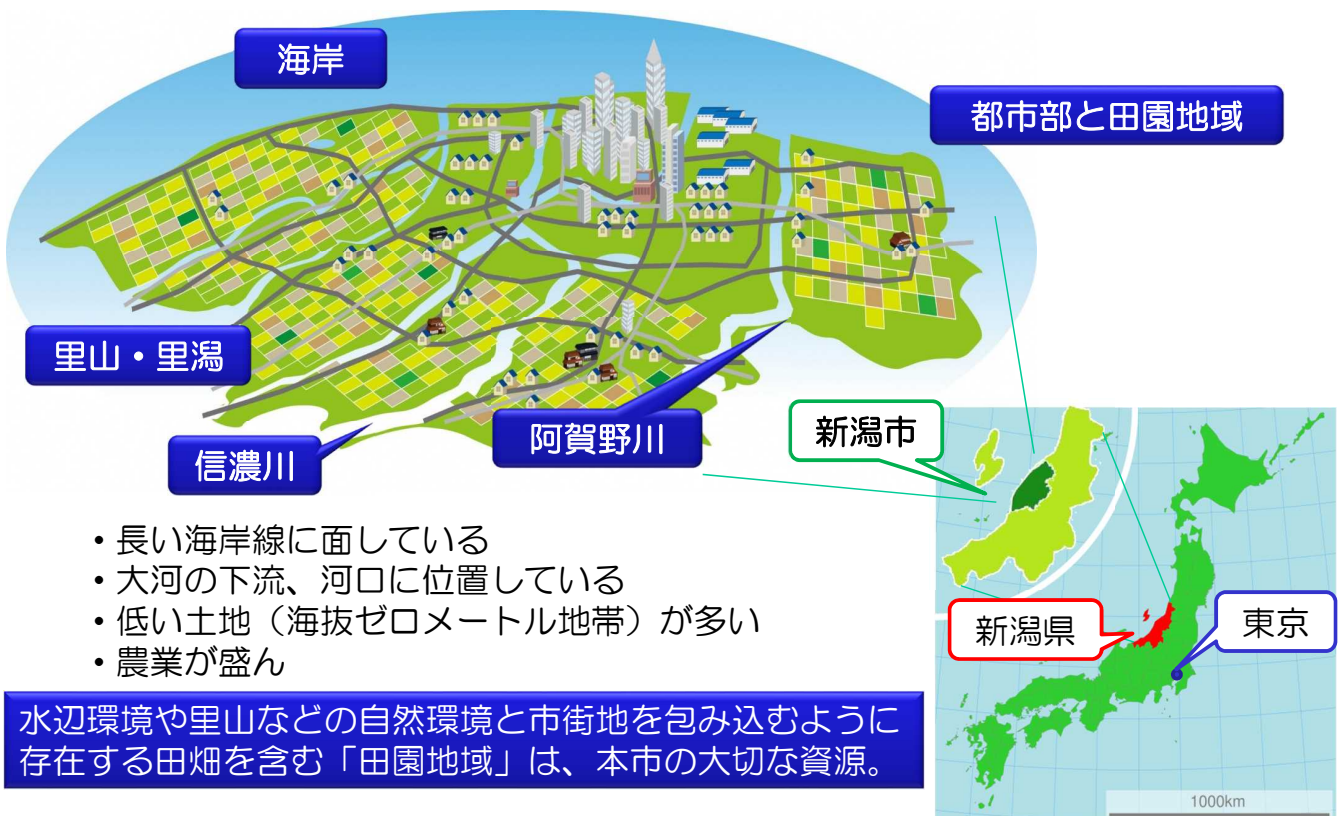 海岸
都市部と田園地域
里山・里潟
信濃川
阿賀野川
新潟市
・長い海岸線に面している
・大河の下流、河口に位置している
・低い土地（海抜ゼロメートル地帯）が多い
・農業が盛ん
新潟県
東京
水辺環境や里山などの自然環境と市街地を包み込むように
存在する田畑を含む「田園地域」は、本市の大切な資源。
1000km